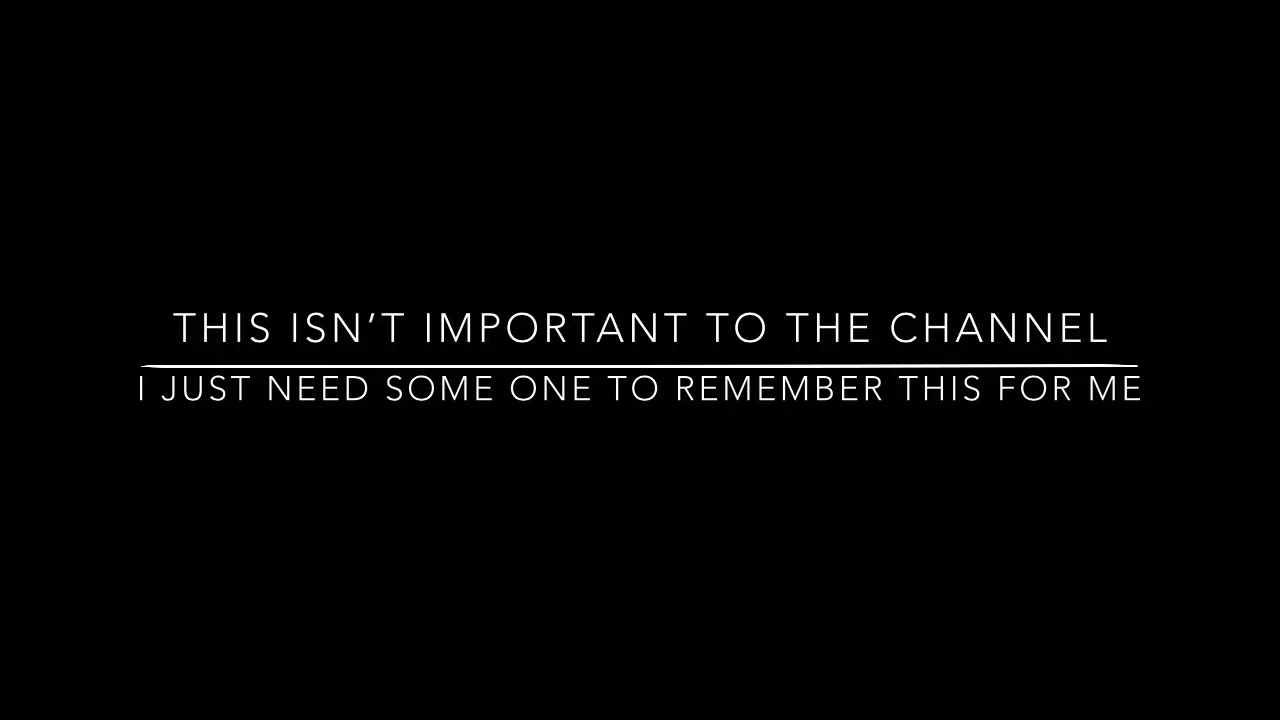 THIS ISN’T IMPORTANT TO THE CHANNEL
I JUST NEED SOME ONE TO REMEMBER THIS FOR ME